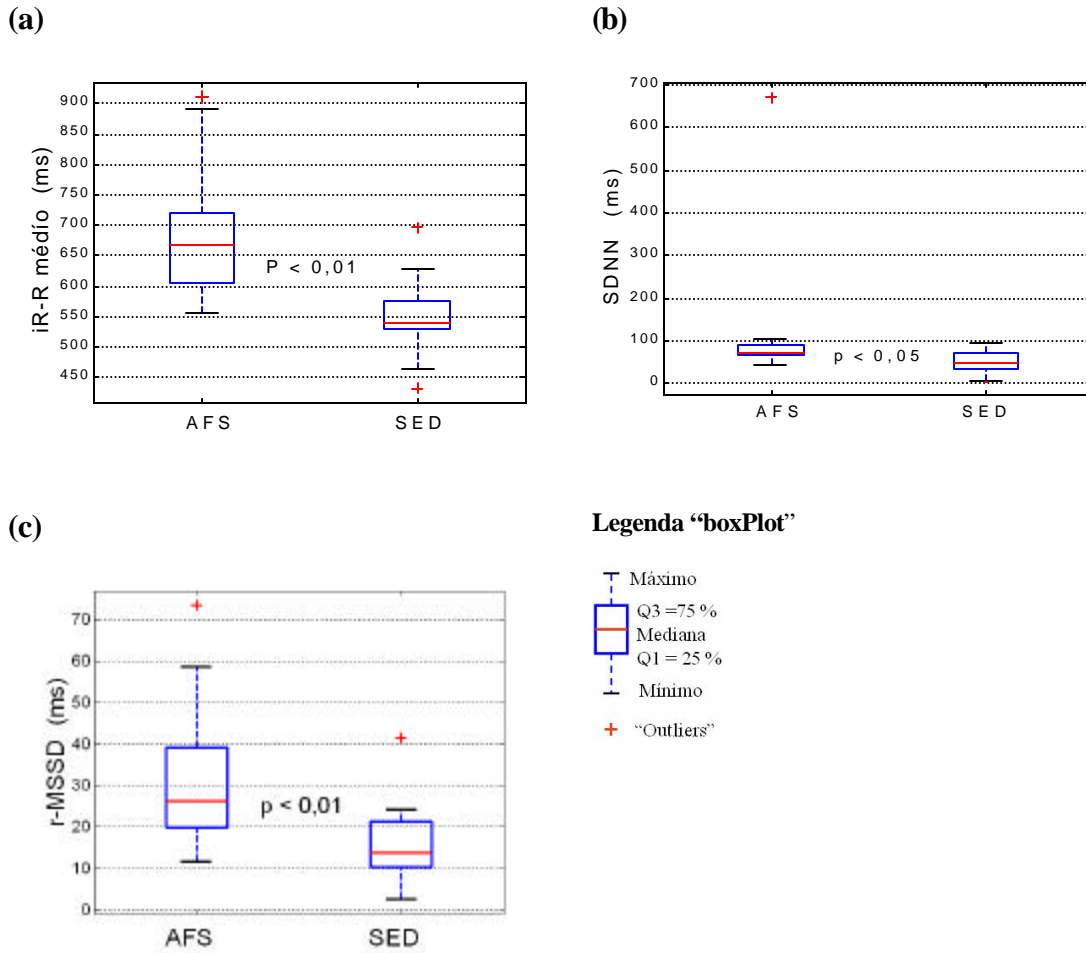 (a)
iR-R médio (ms)
900
850
800
750
700
650
600
550
500
450
P < 0,01
AFS
SED
(b)
SDNN (ms)
700
600
500
400
300
200
100
0
p < 0,05
AFS
SED
(c)
r-MSSD (ms)
70
60
50
40
30
20
10
0
p < 0,01
AFS
SED
Legenda “boxPlot”
Máximo
Q3 =75 %
Mediana
Q1 = 25 %
Mínimo
“Outliers”